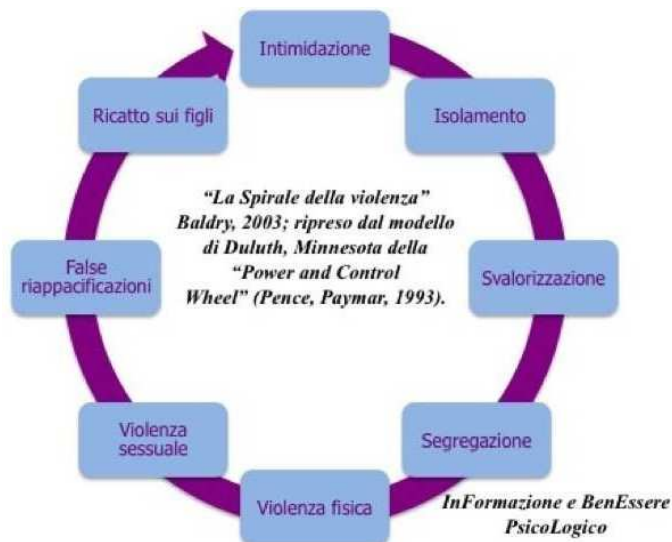 Intimidazione
Isolamento
Svalorizzazione
Segregazione
Violenza fisica
Violenza
sessuale
False
riappacificazioni
Ricatto sui figli
“La Spirale della violenza”
Baldry, 2003; ripreso dal modello
di Duluth, Minnesota della
“Power and Control
Wheel” (Pence, Paymar, 1993).
InFormazione e BenEssere
PsicoLogico